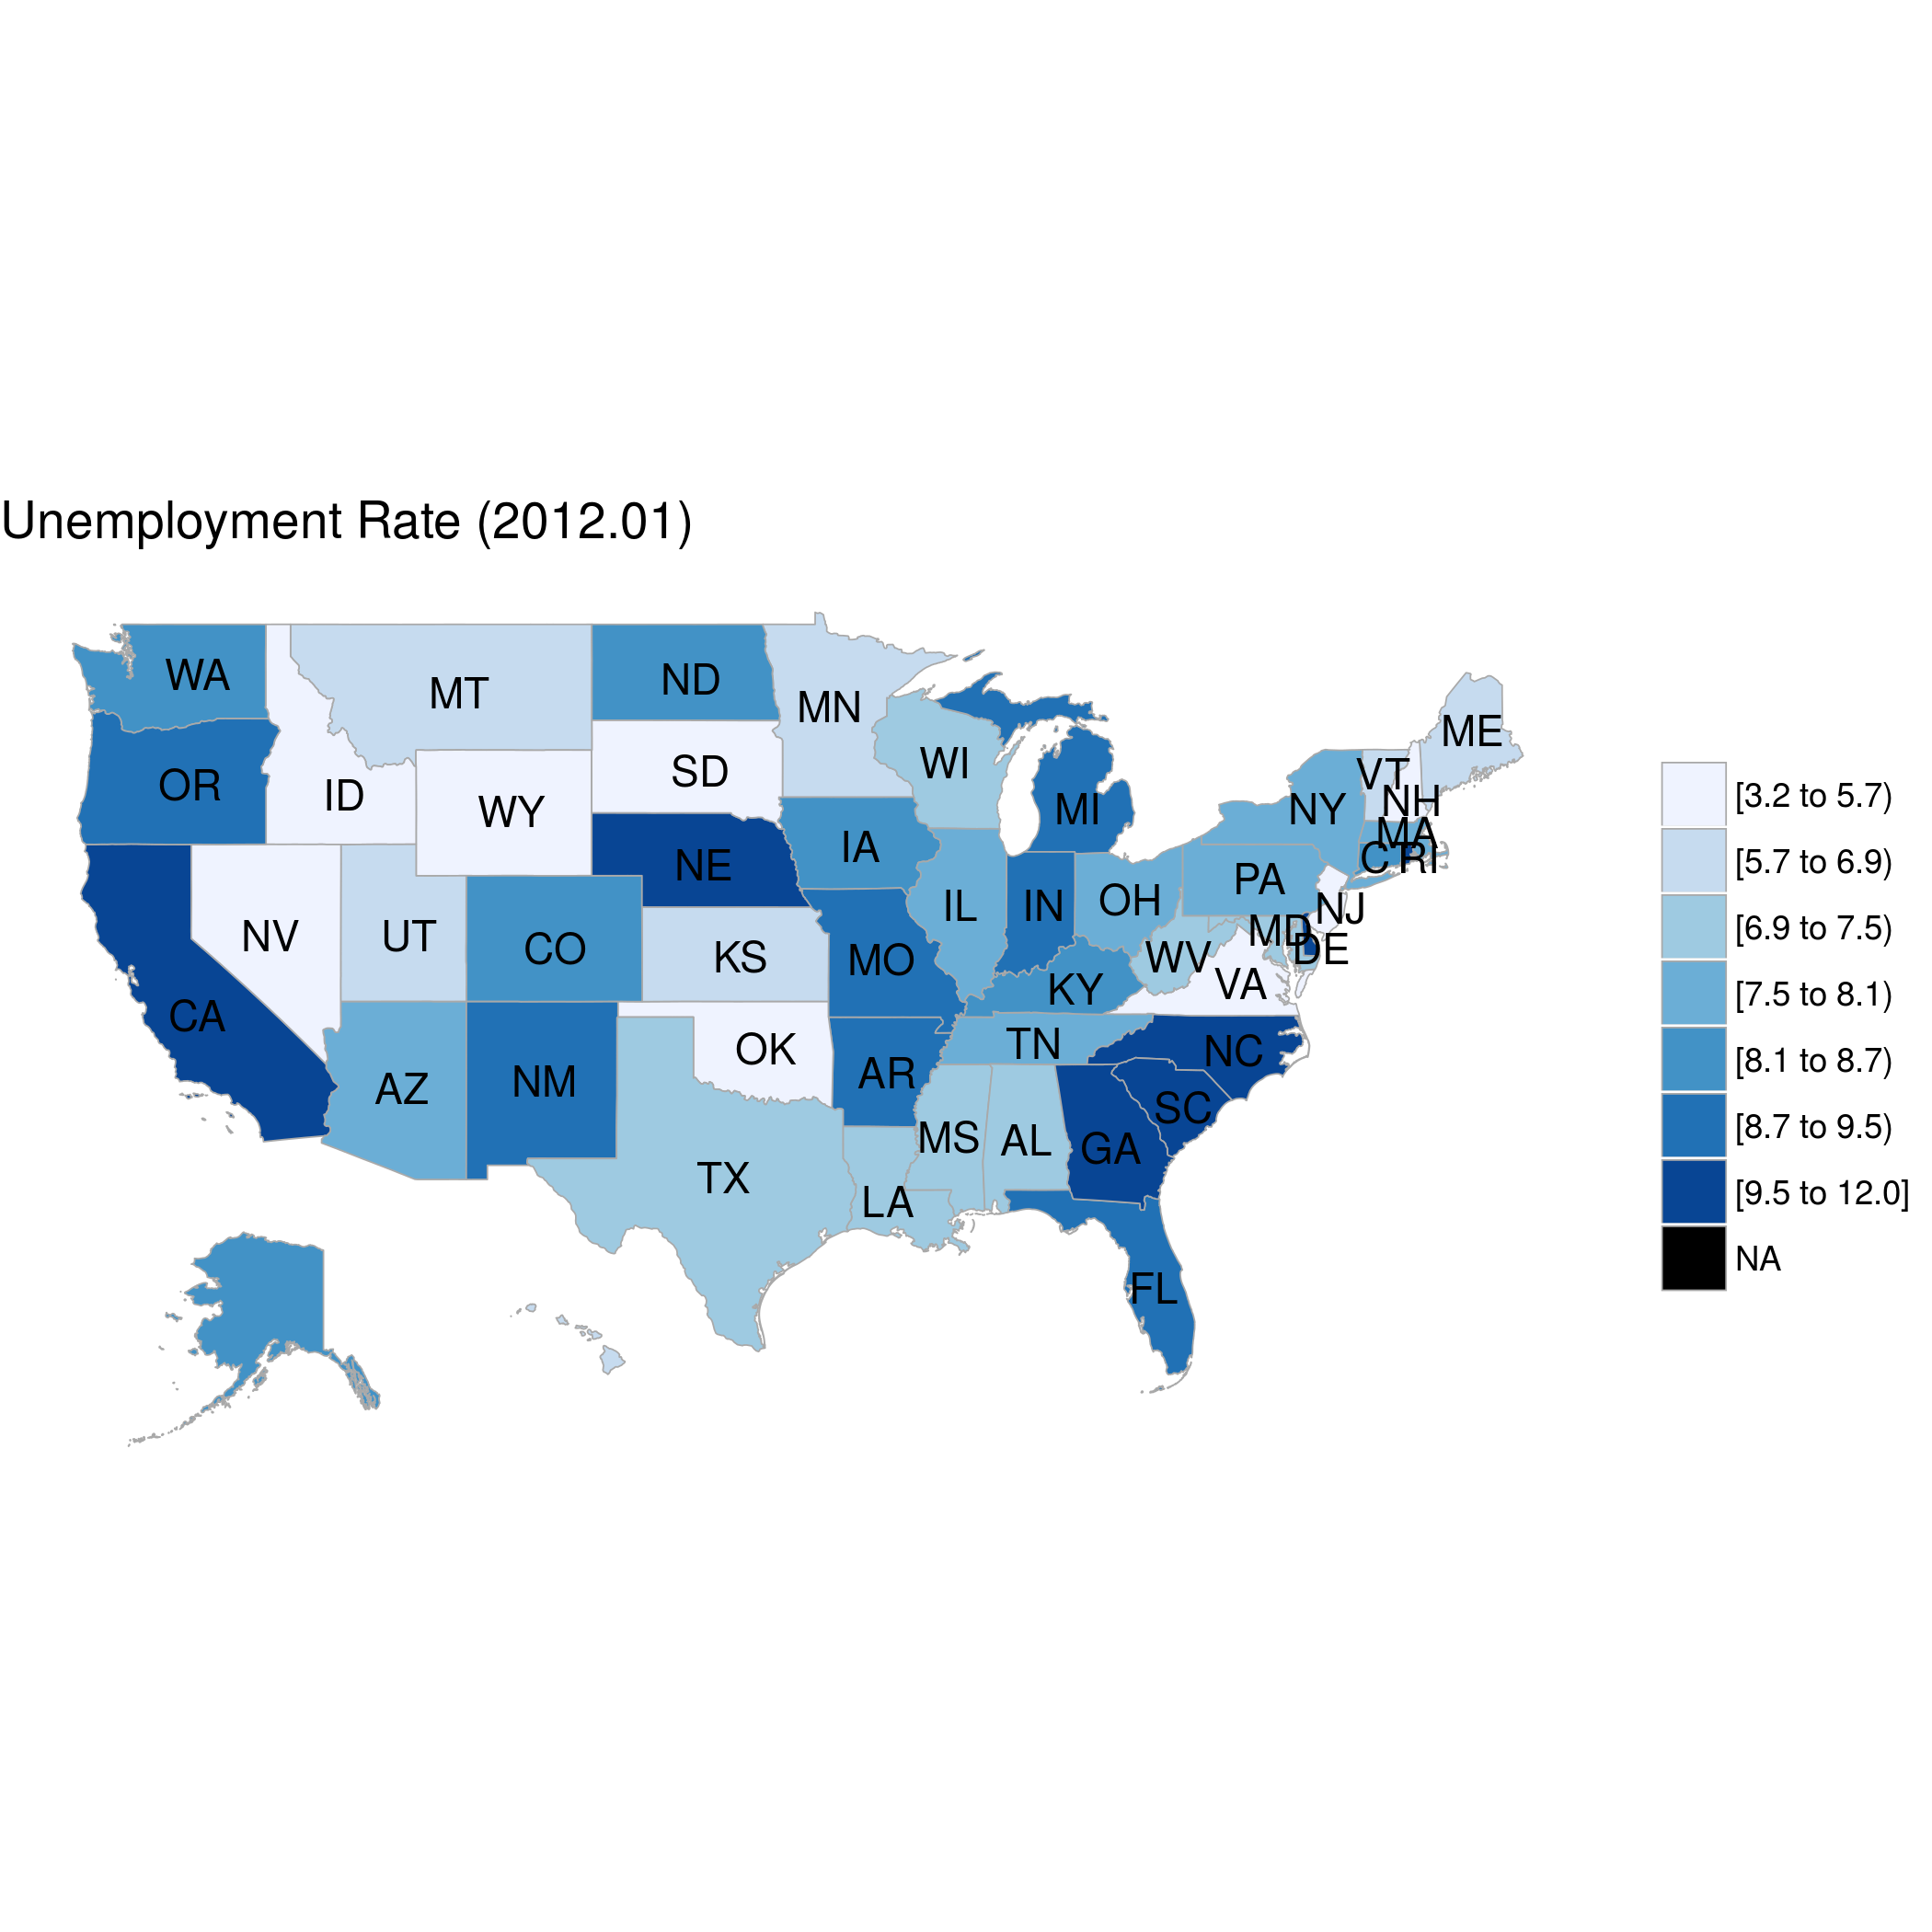 Unemployment Rate (2012.01)
WA
MT
ND
MN
ME
OR
ID
WY
SD
WI
MI
NY
VT
NH
MA
C RI
NE
IA
IL
IN
OH
PA
NJ
NV
UT
CO
KS
MO
KY
WV
MD
DE
VA
CA
AZ
NM
OK
AR
TN
NC
SC
TX
LA
MS
AL
GA
FL
[3.2 to 5.7)
[5.7 to 6.9)
[6.9 to 7.5)
[7.5 to 8.1)
[8.1 to 8.7)
[8.7 to 9.5)
[9.5 to 12.0]
NA